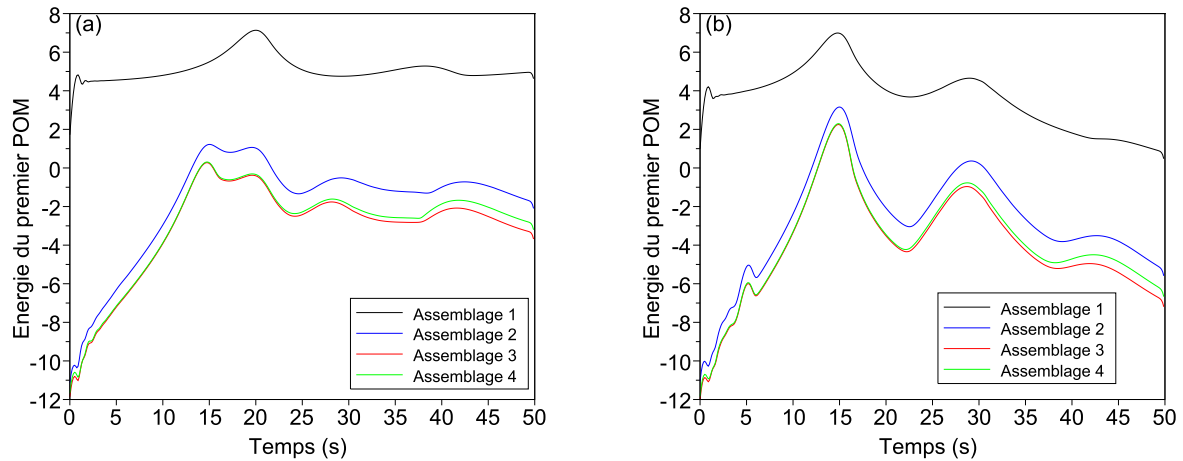 (a)
8
6
4
2
0
-2
-4
-6
-8
-10
-12
Energie du premier POM
0 5 10 15 20 25 30 35 40 45 50
Temps (s)
Assemblage 1
Assemblage 2
Assemblage 3
Assemblage 4
(b)
8
6
4
2
0
-2
-4
-6
-8
-10
-12
Energie du premier POM
0 5 10 15 20 25 30 35 40 45 50
Temps (s)
Assemblage 1
Assemblage 2
Assemblage 3
Assemblage 4